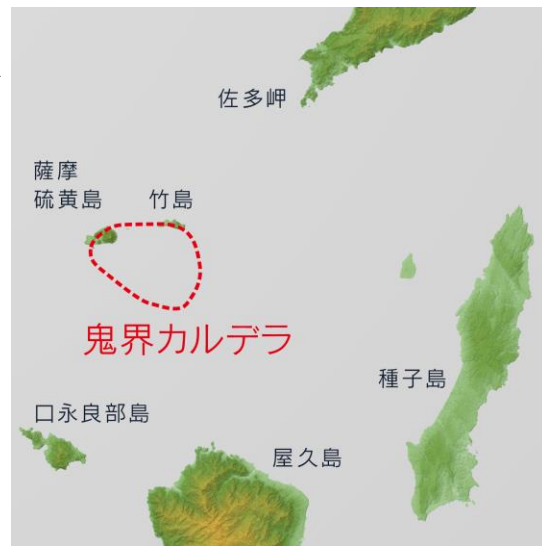 佐多岬
薩摩
硫黄島
竹島
鬼界カルデラ
種子島
口永良部島
屋久島